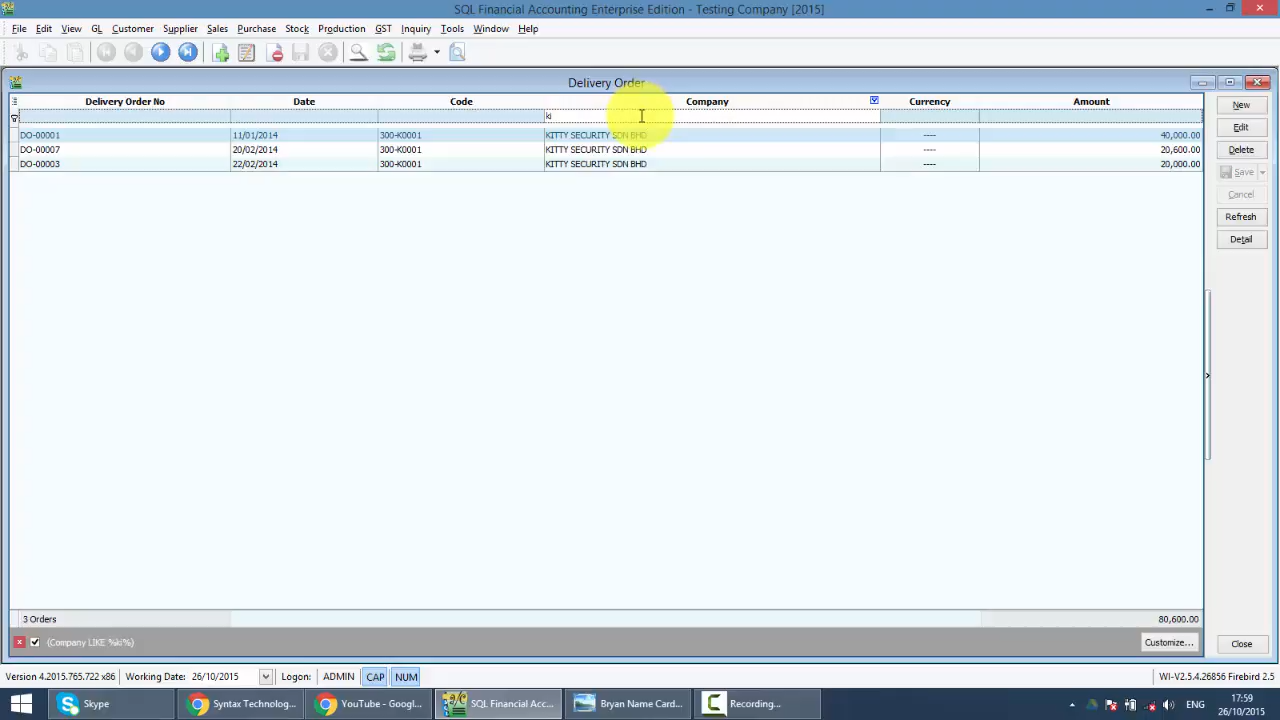 SQL Financial Accounting Enterprise Edition - Testing Company [2015]
File Edit View GL Customer Supplier Sales Purchase Stock Production GST Inquiry Tools Window Help
Delivery Order
Delivery Order No Date Code Company Currency Amount
ki
DO-00001 11/01/2014 300-K0001 KITTY SECURITY SDN BHD ---- 40,000.00
DO-00007 20/02/2014 300-K0001 KITTY SECURITY SDN BHD ---- 20,600.00
DO-00003 22/02/2014 300-K0001 KITTY SECURITY SDN BHD ---- 20,000.00
New
Edit
Delete
Save
Cancel
Refresh
Detail
3 Orders 80,600.00
(Company LIKE %ki%) Customize...
Close
Version 4.2015.765.722 x86 Working Date: 26/10/2015 Logon: ADMIN CAP NUM WI-V2.5.4.26856 Firebird 2.5
Skype Syntax Technolog... YouTube - Googl... SQL Financial Acc... Bryan Name Card... Recording... ENG 17:59
26/10/2015